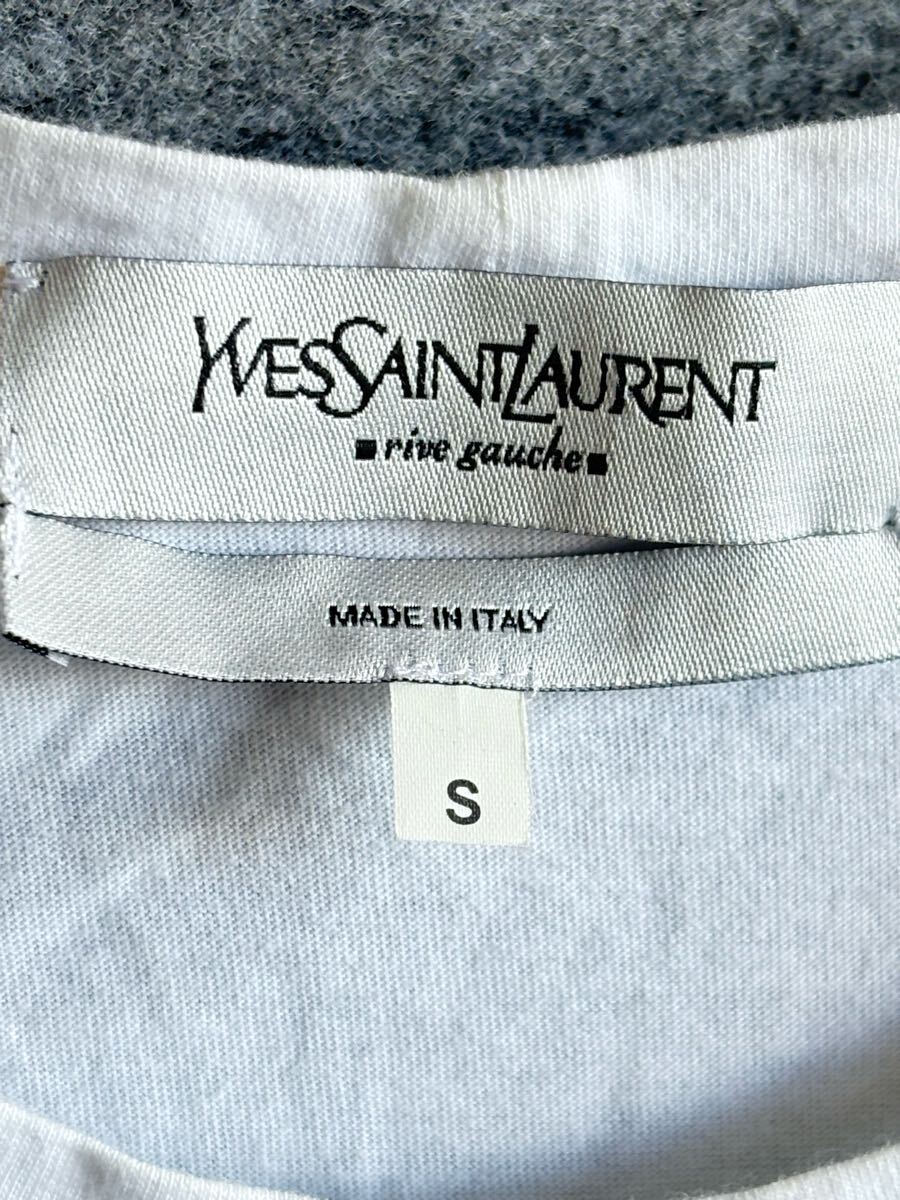 YVESSAINTLAURENT
rive gauche
MADE IN ITALY
S